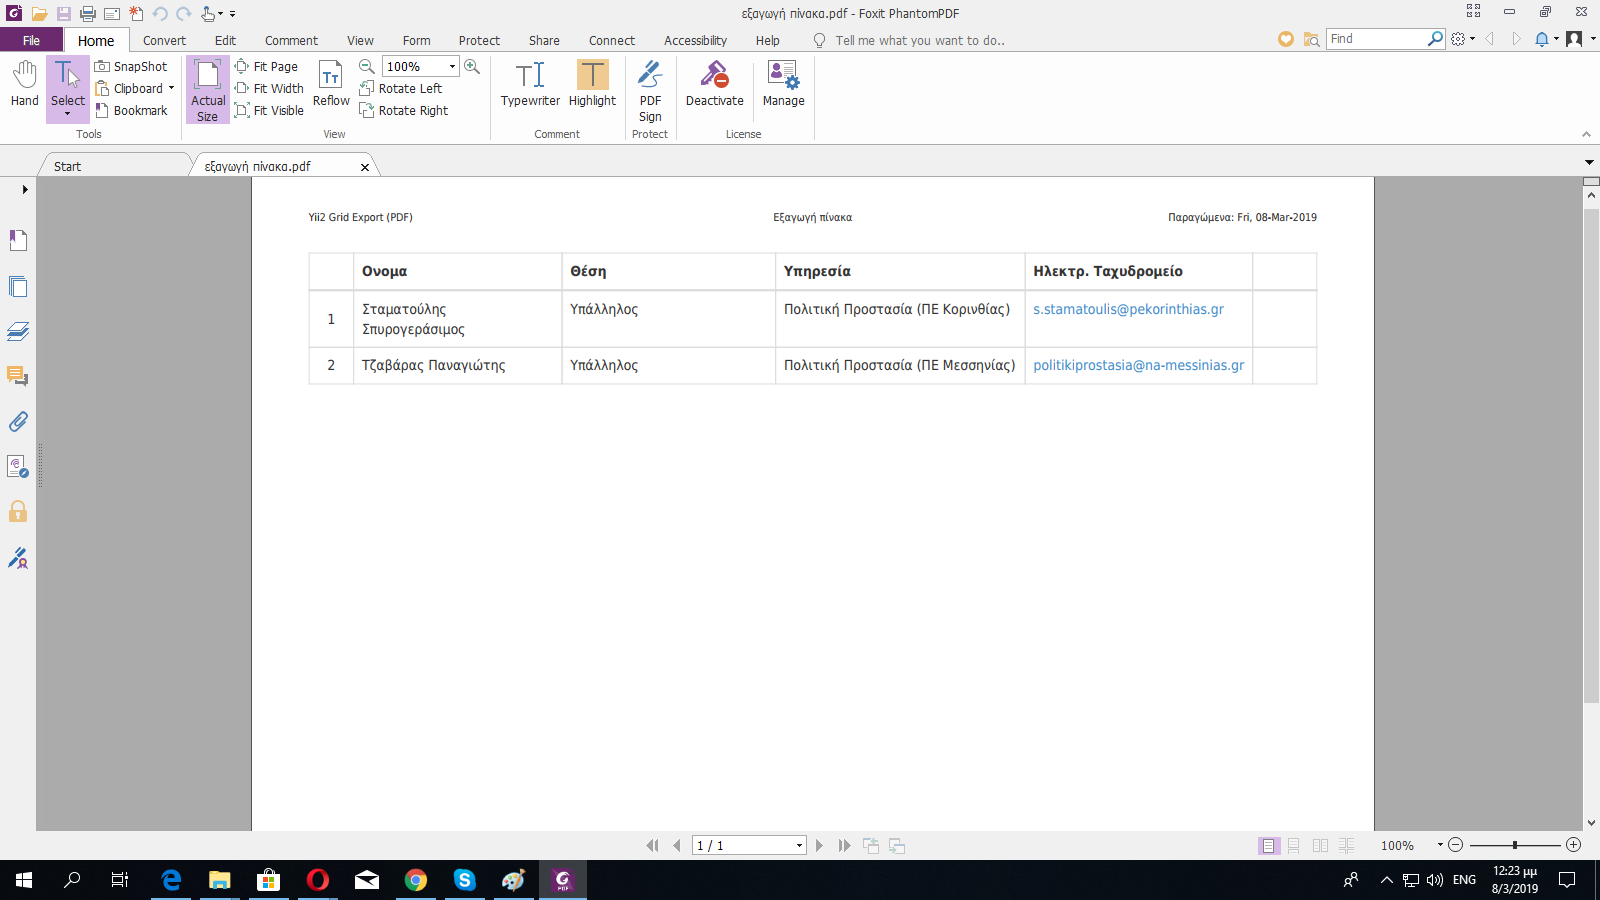 εξαγωγή πίνακα.pdf - Foxit PhantomPDF
File Home Convert Edit Comment View Form Protect Share Connect Accessibility Help Tell me what you want to do.. Find
Hand
Select
SnapShot
Clipboard
Bookmark
Tools
Actual Size
Fit Page
Fit Width
Fit Visible
Reflow
100%
Rotate Left
Rotate Right
View
Typewriter
Highlight
Comment
PDF Sign
Protect
Deactivate
Manage
License
Start
εξαγωγή πίνακα.pdf
Yii2 Grid Export (PDF) Εξαγωγή πίνακα Παραγώμενα: Fri, 08-Mar-2019
Ονομα Θέση Υπηρεσία Ηλεκτρ. Ταχυδρομείο
1 Σταματούλης Σπυρογεράσιμος Υπάλληλος Πολιτική Προστασία (ΠΕ Κορινθίας) s.stamatoulis@pekorinthias.gr
2 Τζαβάρας Παναγιώτης Υπάλληλος Πολιτική Προστασία (ΠΕ Μεσσηνίας) politikiprostasia@na-messinias.gr
1 / 1
100%
ENG
12:23 μμ
8/3/2019